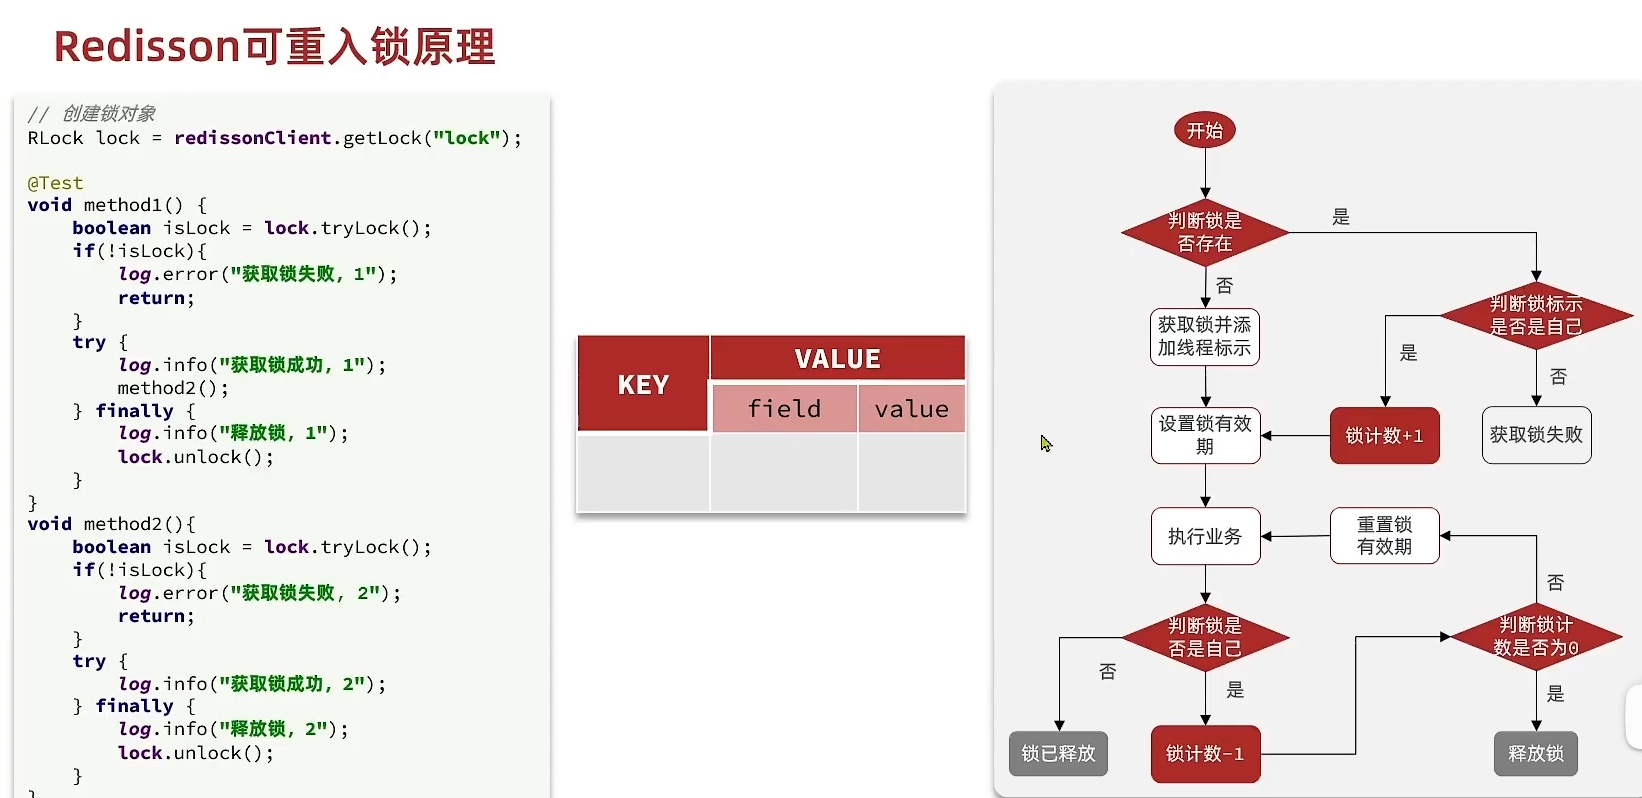 Redisson可重入锁原理
// 创建锁对象
RLock lock = redissonClient.getLock("lock");
@Test
void method1() {
boolean isLock = lock.tryLock();
if(!isLock){
log.error("获取锁失败，1");
return;
}
try {
log.info("获取锁成功，1");
method2();
} finally {
log.info("释放锁，1");
lock.unlock();
}
}
void method2(){
boolean isLock = lock.tryLock();
if(!isLock){
log.error("获取锁失败，2");
return;
}
try {
log.info("获取锁成功，2");
} finally {
log.info("释放锁，2");
lock.unlock();
}
KEY
VALUE
field
value
开始
判断锁是
否存在
是
否
判断锁标示
是否是自己
获取锁并添
加线程标示
是
否
设置锁有效
期
锁计数+1
获取锁失败
执行业务
重置锁
有效期
否
判断锁是
否是自己
判断锁计
数是否为0
否
是
是
锁已释放
锁计数-1
释放锁